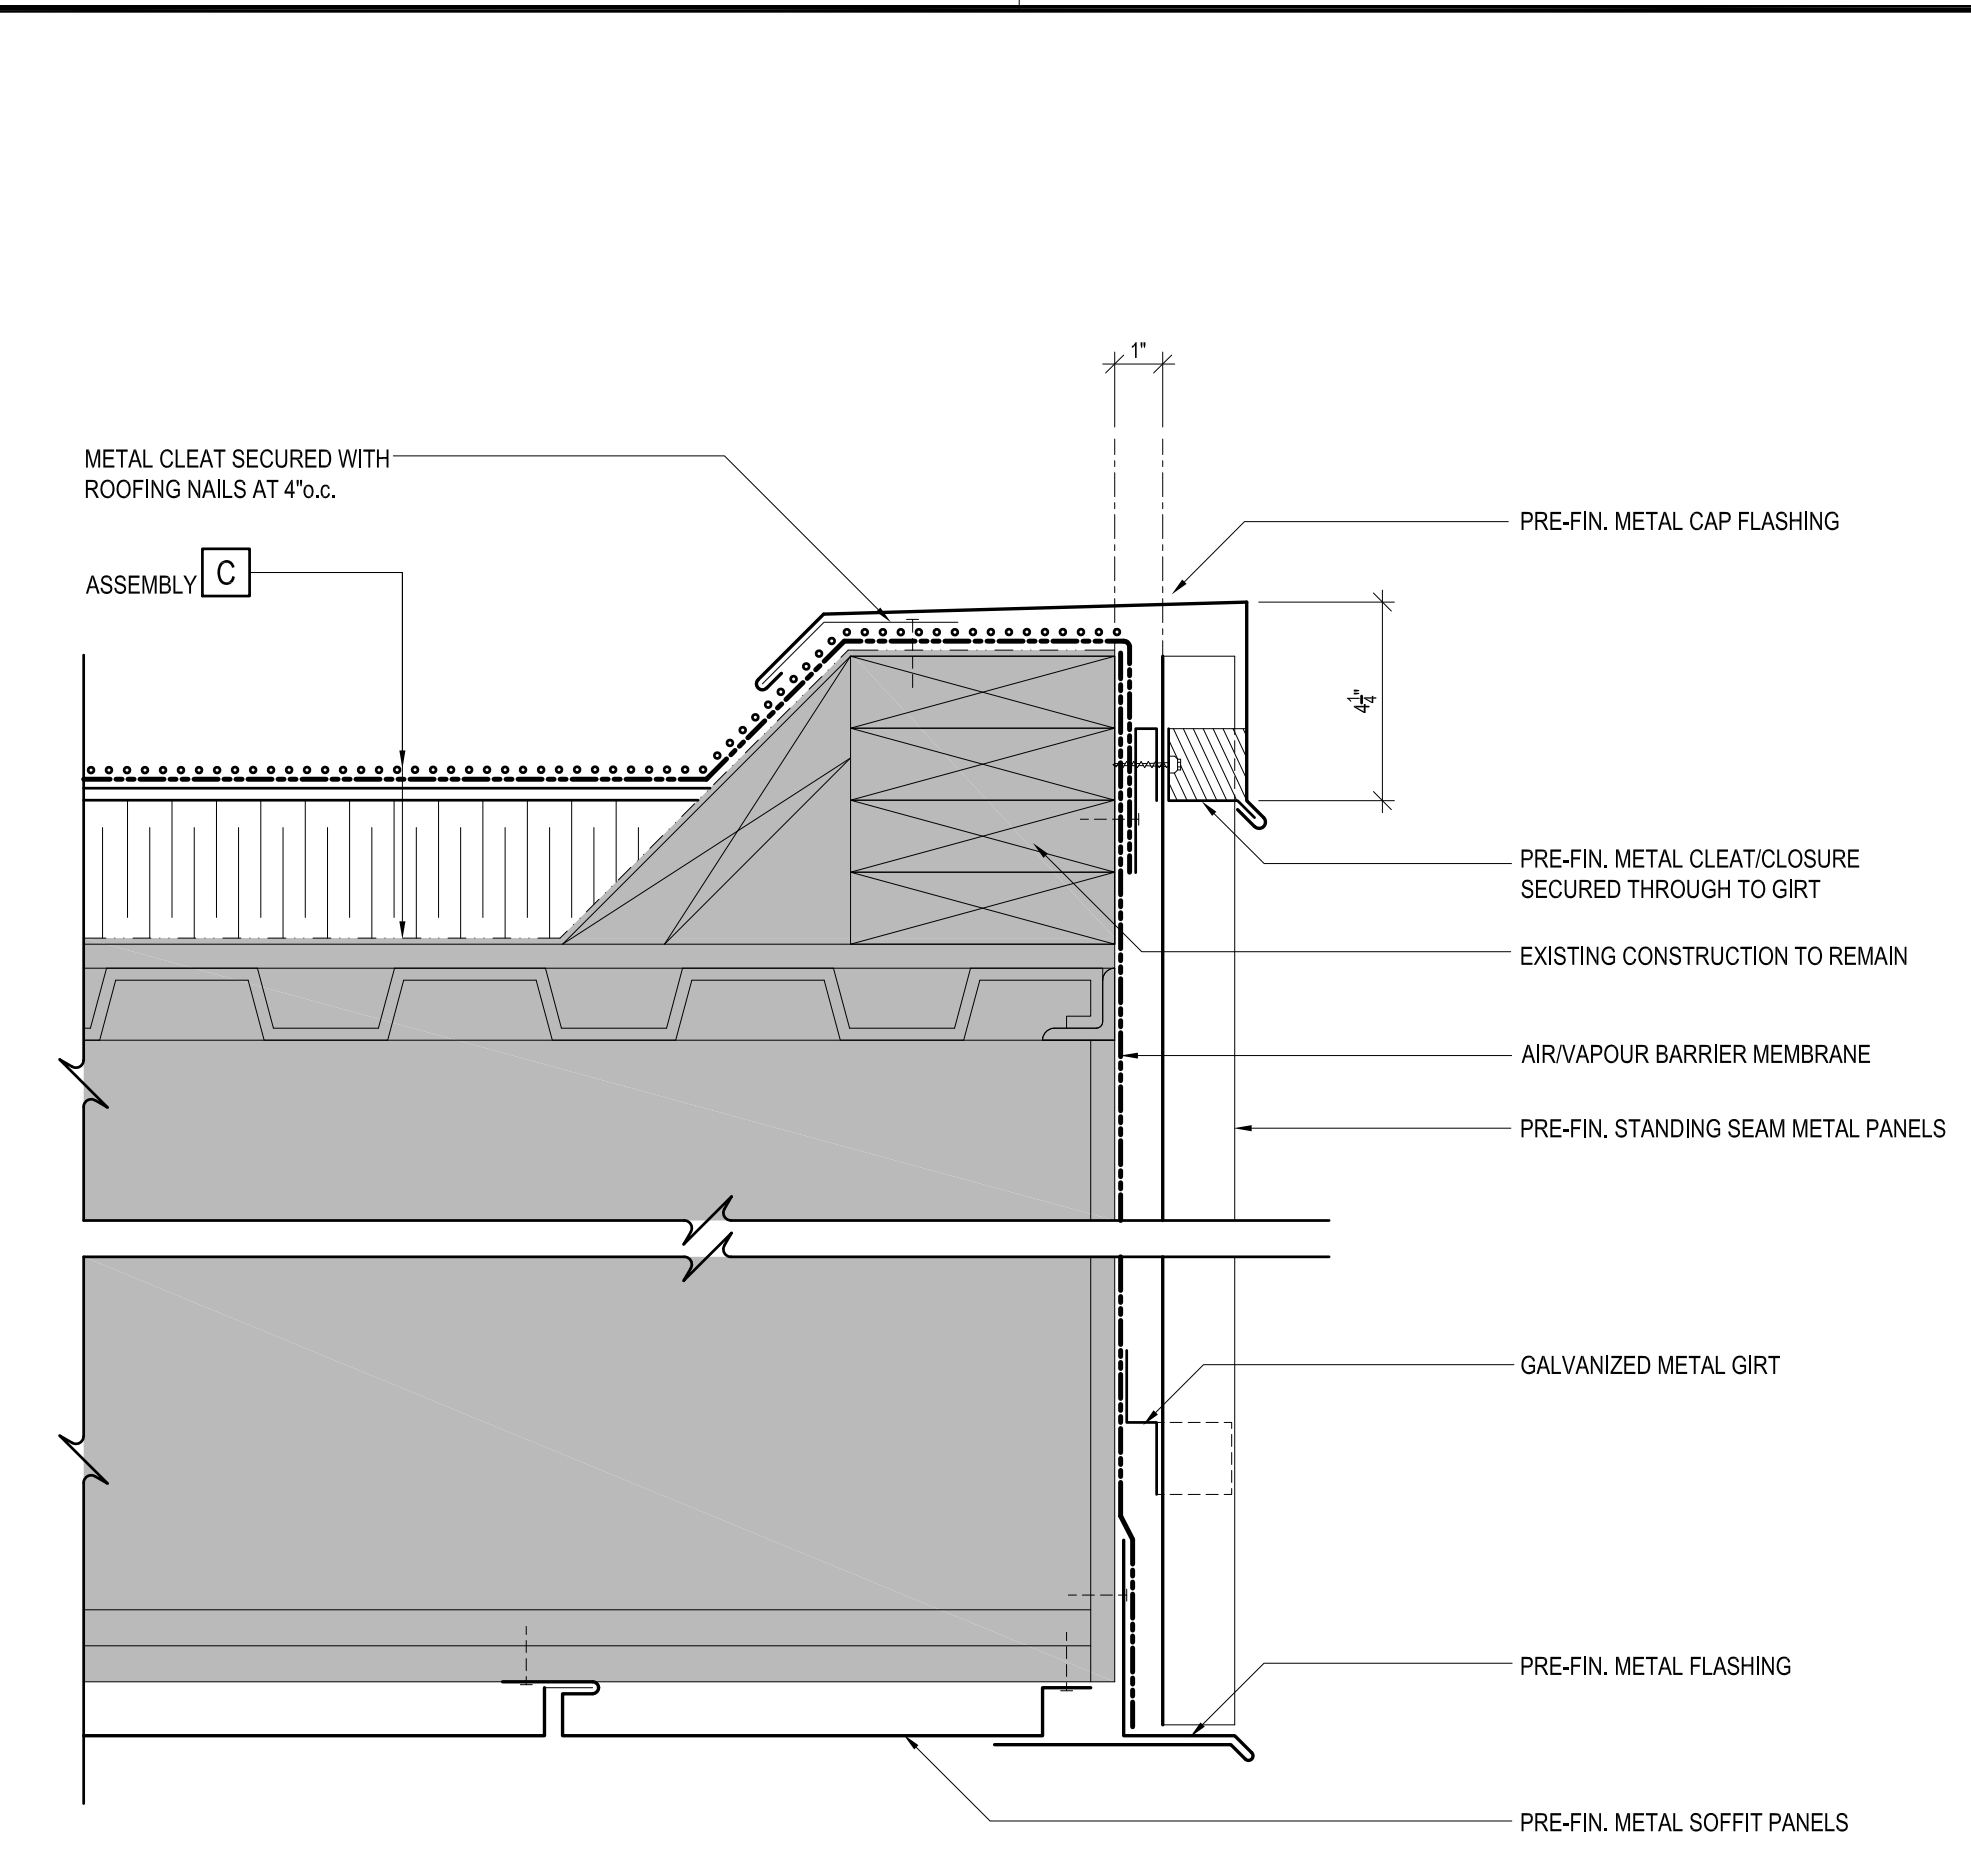 1"
METAL CLEAT SECURED WITH
ROOFING NAILS AT 4"o.c.
PRE-FIN. METAL CAP FLASHING
ASSEMBLY C
4 1/4"
PRE-FIN. METAL CLEAT/CLOSURE
SECURED THROUGH TO GIRT
EXISTING CONSTRUCTION TO REMAIN
AIR/VAPOUR BARRIER MEMBRANE
PRE-FIN. STANDING SEAM METAL PANELS
GALVANIZED METAL GIRT
PRE-FIN. METAL FLASHING
PRE-FIN. METAL SOFFIT PANELS